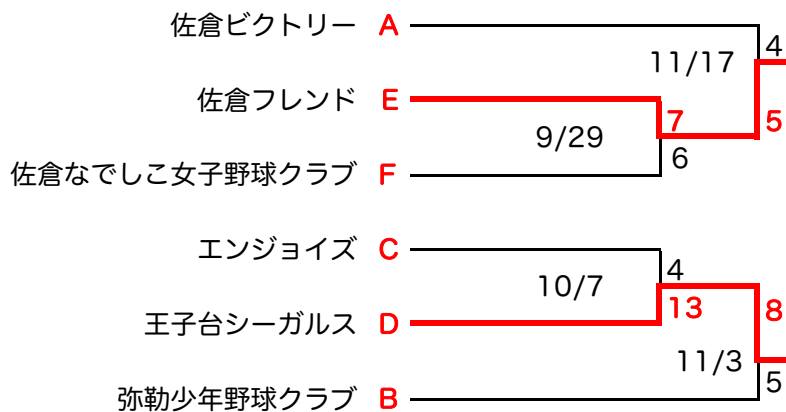 佐倉ビクトリー A
4
11/17
佐倉フレンド E
7
5
9/29
6
佐倉なでしこ女子野球クラブ F
エンジョイズ C
4
10/7
13
8
王子台シーガルス D
11/3
5
弥勒少年野球クラブ B